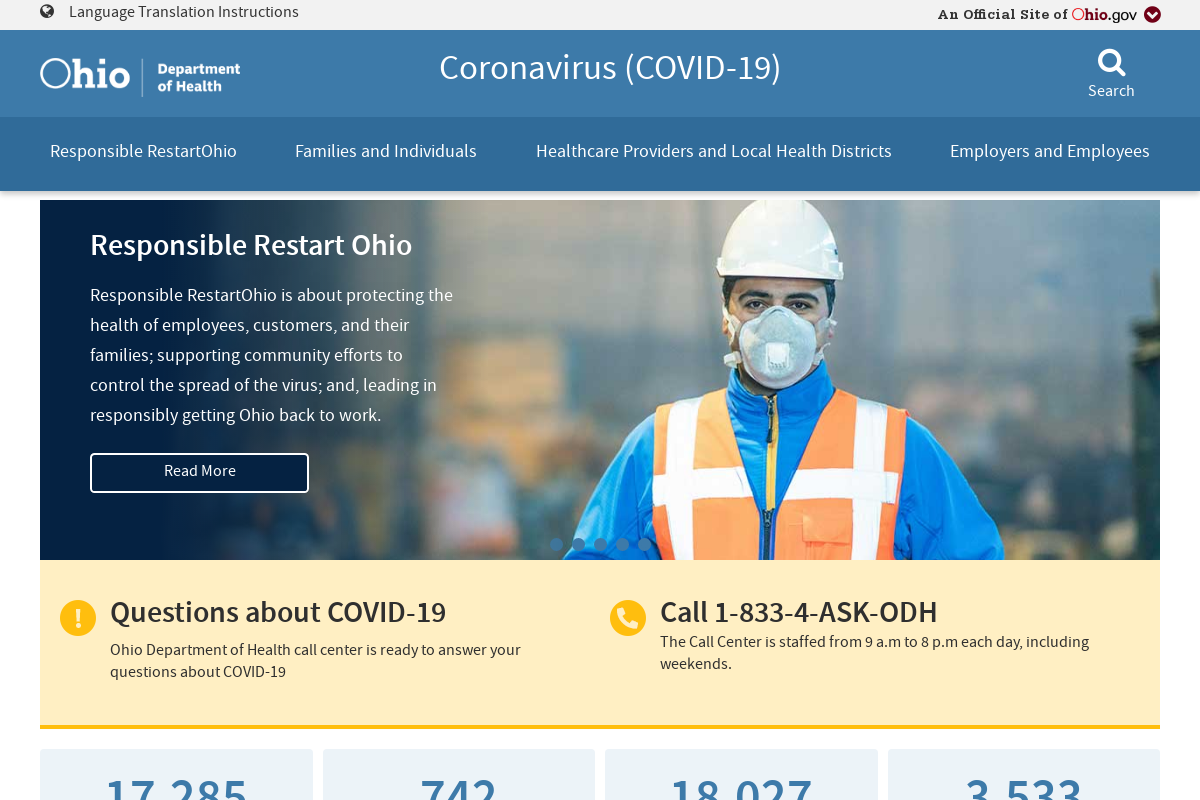 Language Translation Instructions
An Official Site of Ohio.gov
Ohio
Department
of Health
Coronavirus (COVID-19)
Search
Responsible RestartOhio
Families and Individuals
Healthcare Providers and Local Health Districts
Employers and Employees
Responsible Restart Ohio
Responsible RestartOhio is about protecting the
health of employees, customers, and their
families; supporting community efforts to
control the spread of the virus; and, leading in
responsibly getting Ohio back to work.
Read More
Questions about COVID-19
Ohio Department of Health call center is ready to answer your
questions about COVID-19
Call 1-833-4-ASK-ODH
The Call Center is staffed from 9 a.m to 8 p.m each day, including
weekends.
17,285
742
18,027
3,533